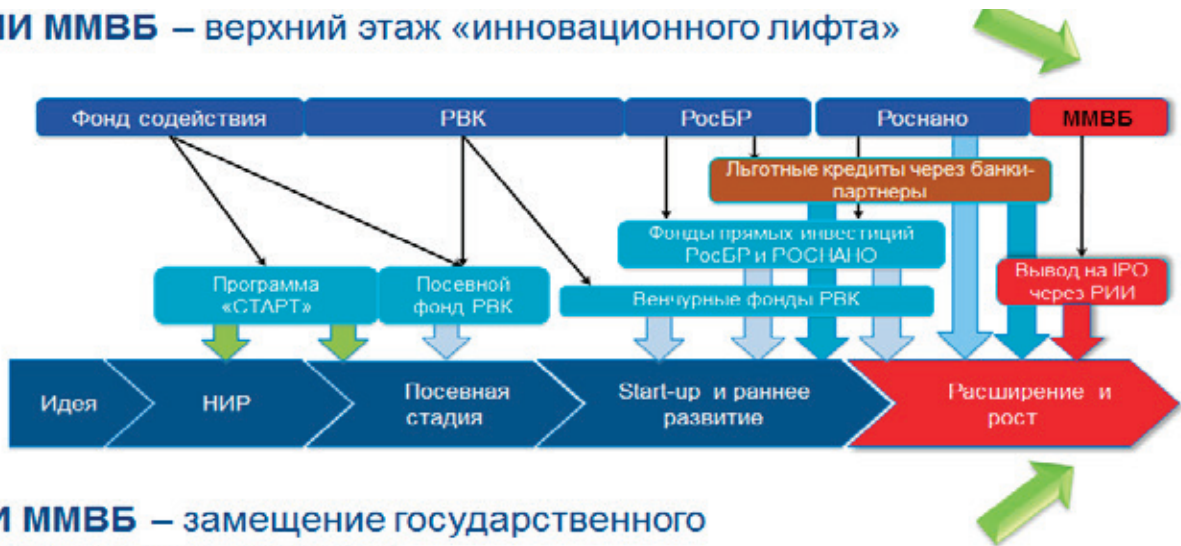 И ММВБ – верхний этаж «инновационного лифта»
Фонд содействия
РВК
РосБР
Роснано
ММВБ
Льготные кредиты через банки-
партнеры
Фонды прямых инвестиций
РосБР и РОСНАНО
Программа
«СТАРТ»
Посевной
фонд РВК
Венчурные фонды РВК
Вывод на IPO
через РИИ
Идея
НИР
Посевная
стадия
Start-up и раннее
развитие
Расширение и
рост
ММВБ – замещение государственного